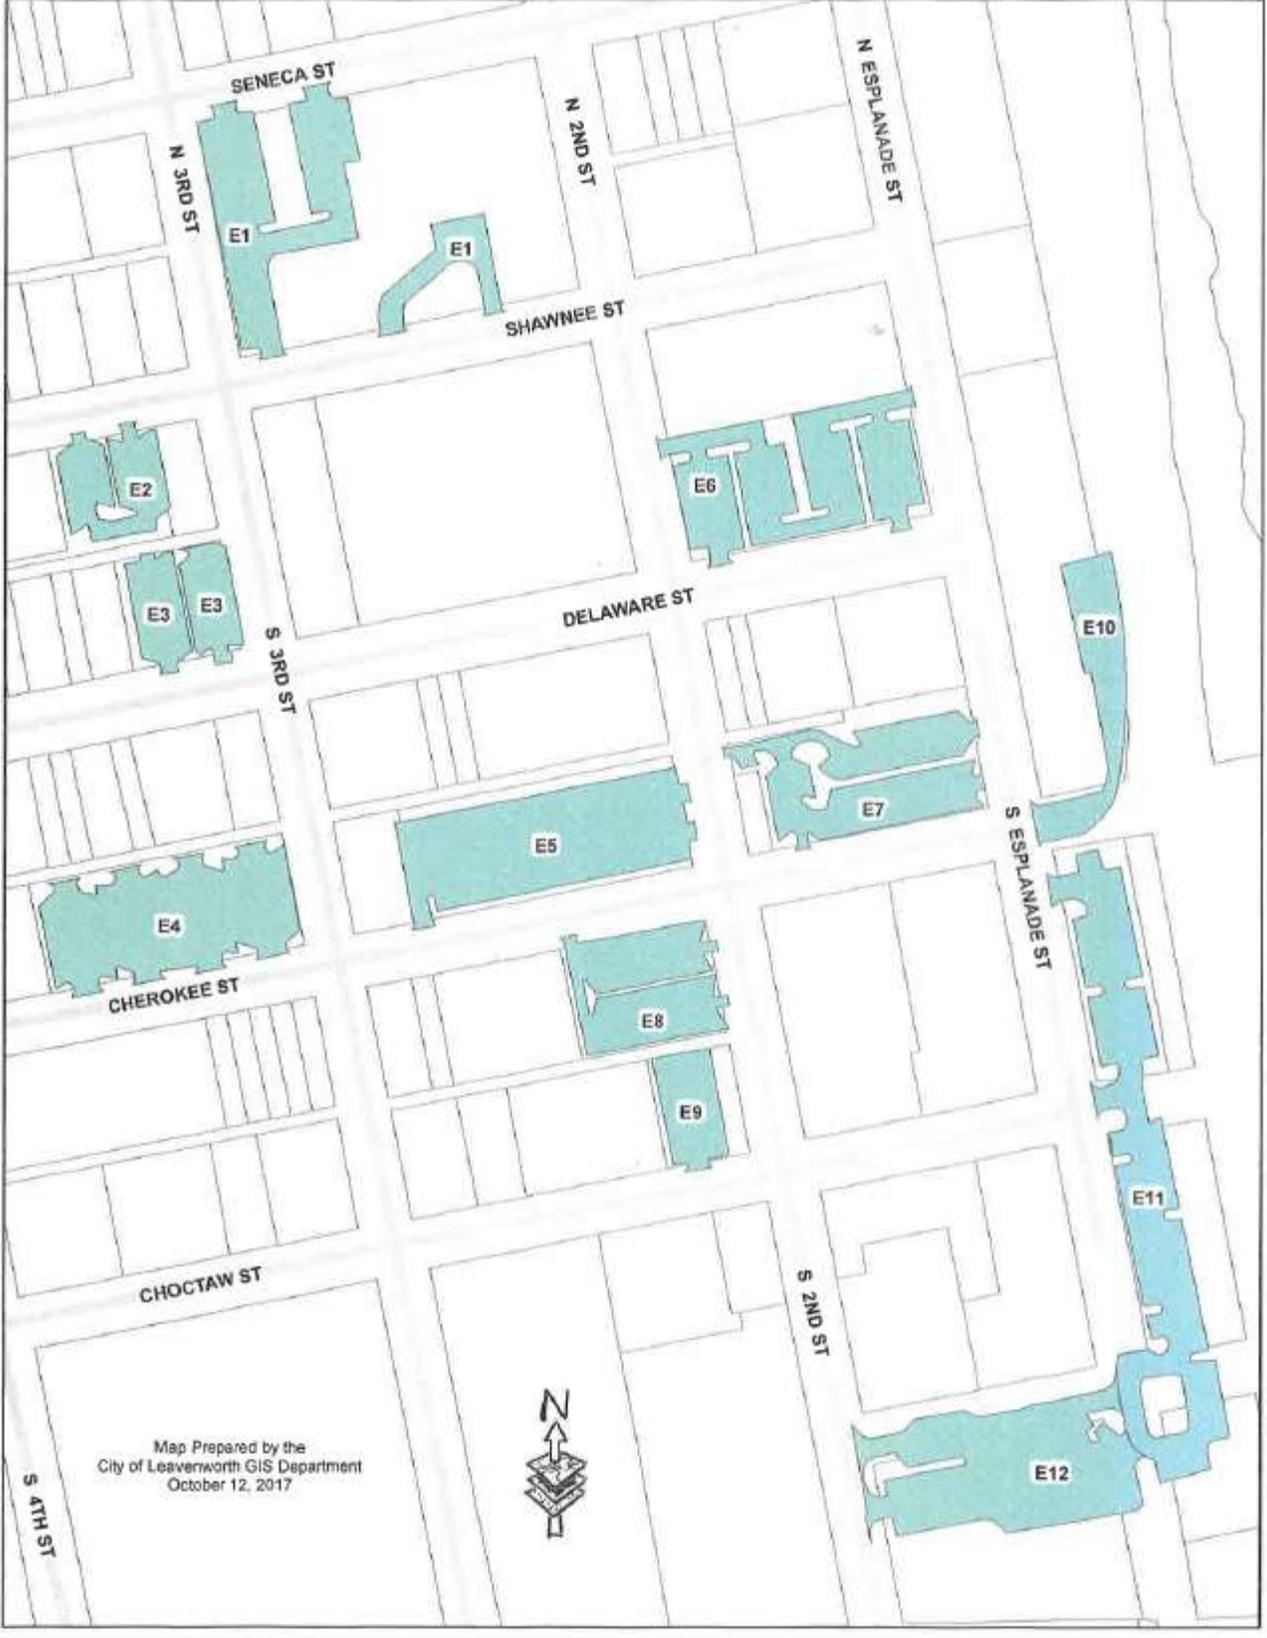 SENECA ST
N ESPLANADE ST
N 2ND ST
N 3RD ST
E1
E1
SHAWNEE ST
E2
E6
E3
E3
DELAWARE ST
E10
S 3RD ST
E7
E5
S ESPLANADE ST
E4
CHEROKEE ST
E8
E9
E11
CHOCTAW ST
S 2ND ST
N
Map Prepared by the
City of Leavenworth GIS Department
October 12, 2017
E12
S 4TH ST